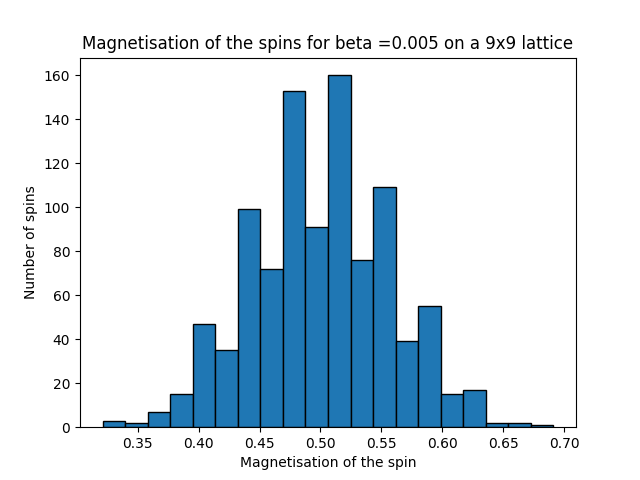 Magnetisation of the spins for beta =0.005 on a 9x9 lattice
160
140
120
100
80
60
40
20
0
Number of spins
0.35 0.40 0.45 0.50 0.55 0.60 0.65 0.70
Magnetisation of the spin